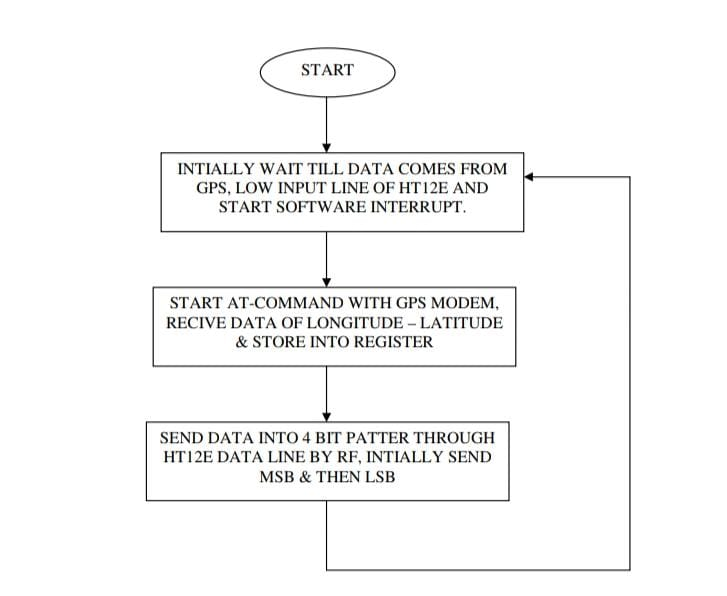 START
INTIALLY WAIT TILL DATA COMES FROM
GPS, LOW INPUT LINE OF HT12E AND
START SOFTWARE INTERRUPT.
START AT-COMMAND WITH GPS MODEM,
RECIVE DATA OF LONGITUDE – LATITUDE
& STORE INTO REGISTER
SEND DATA INTO 4 BIT PATTER THROUGH
HT12E DATA LINE BY RF, INTIALLY SEND
MSB & THEN LSB